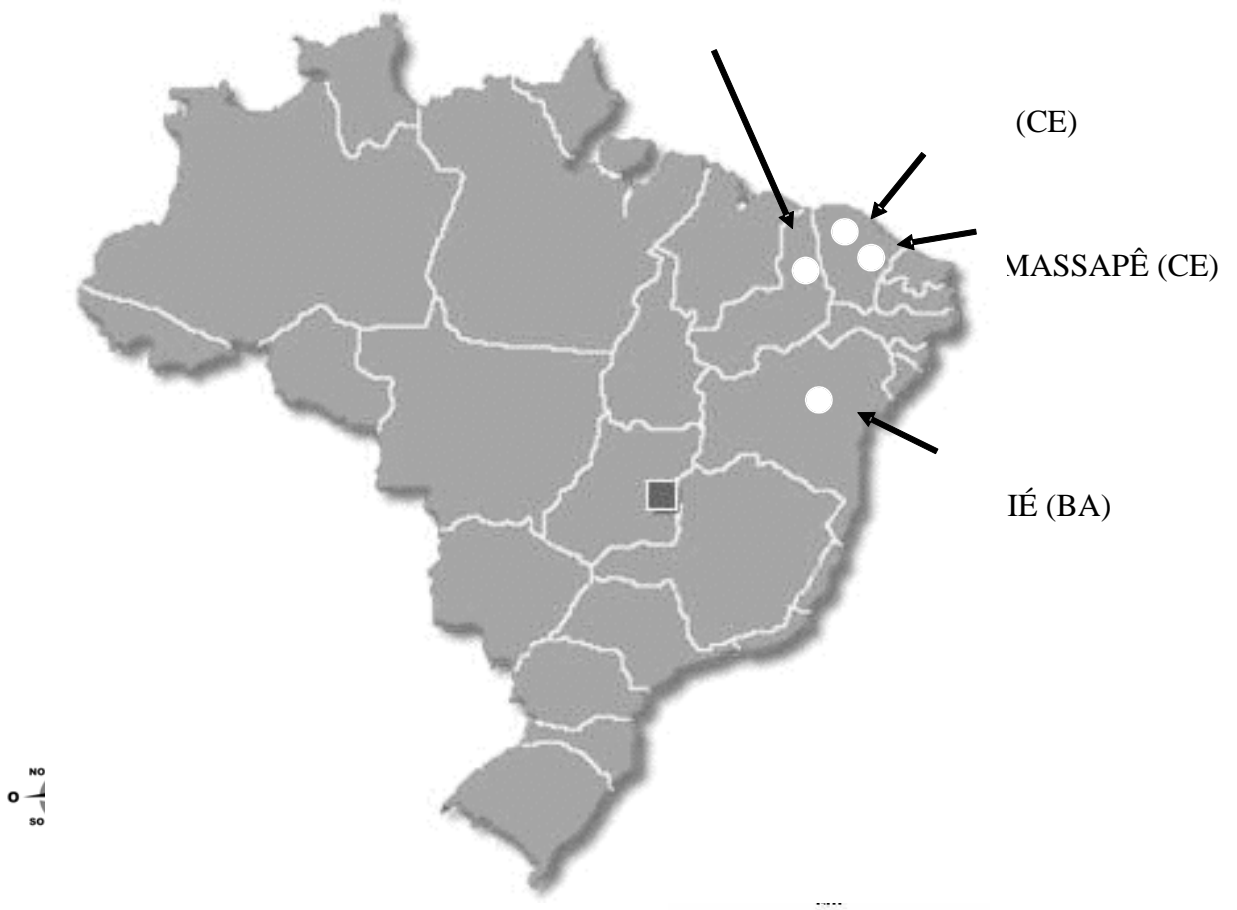 (CE)
MASSAPÊ (CE)
IÉ (BA)
NO
O
SO